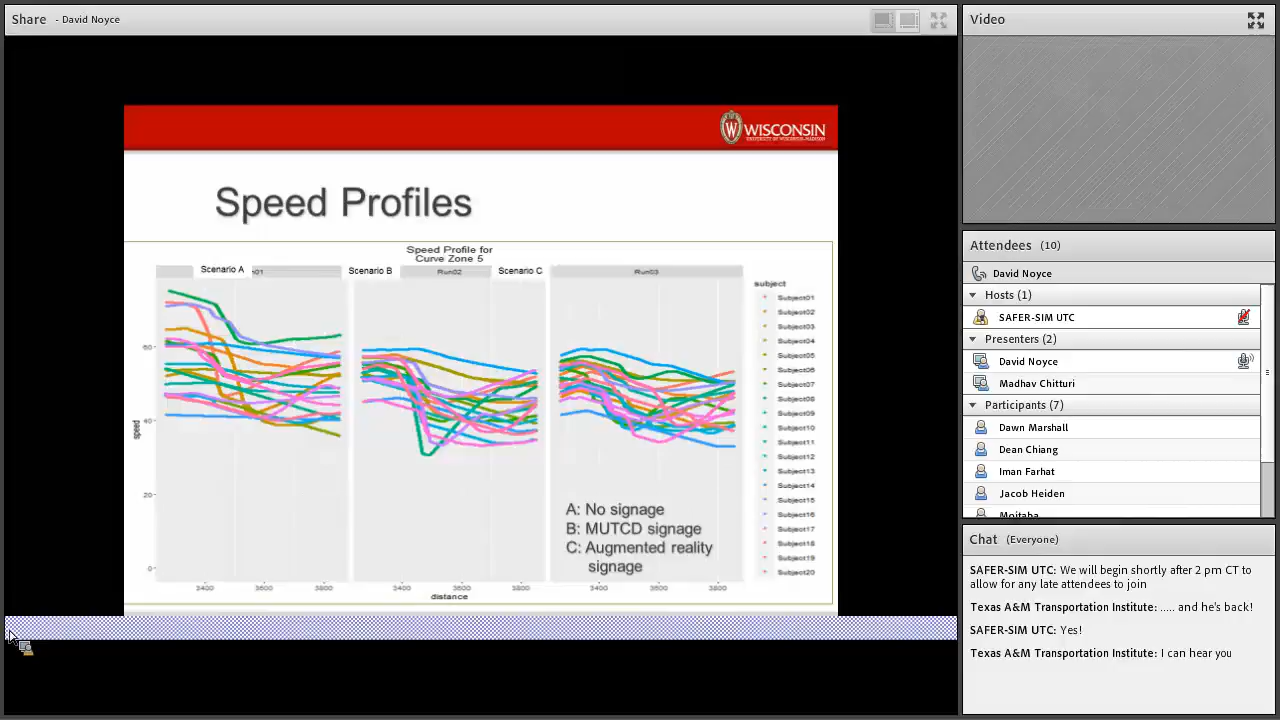 Share - David Noyce
WISCONSIN
UNIVERSITY OF WISCONSIN-MADISON
Speed Profiles
Speed Profile for
Curve Zone 5
Scenario A
Scenario B
Run02
Scenario C
Run03
speed
60
40
20
0
3400 3600 3800
3400 3600 3800
3400 3600 3800
distance
A: No signage
B: MUTCD signage
C: Augmented reality
signage
subject
Subject01
Subject02
Subject03
Subject04
Subject05
Subject06
Subject07
Subject08
Subject09
Subject10
Subject11
Subject12
Subject13
Subject14
Subject15
Subject16
Subject17
Subject18
Subject19
Subject20
Video
Attendees (10)
David Noyce
Hosts (1)
SAFER-SIM UTC
Presenters (2)
David Noyce
Madhav Chitturi
Participants (7)
Dawn Marshall
Dean Chiang
Iman Farhat
Jacob Heiden
Chat (Everyone)
SAFER-SIM UTC: We will begin shortly after 2 pm CT to
allow for any late attendees to join
Texas A&M Transportation Institute: ..... and he's back!
SAFER-SIM UTC: Yes!
Texas A&M Transportation Institute: I can hear you